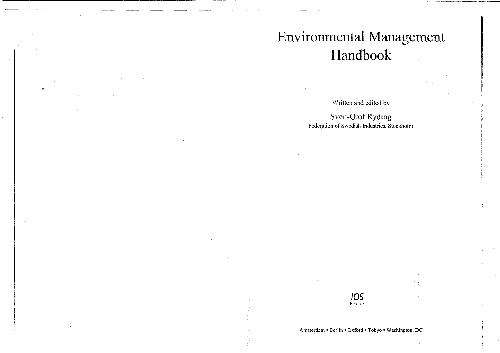 Environmental Management
Handbook
Written and edited by
Sven-Olof Ryding
Federation of Swedish Industries, Stockholm
IOS
Press
Amsterdam • Berlin • Oxford • Tokyo • Washington, DC